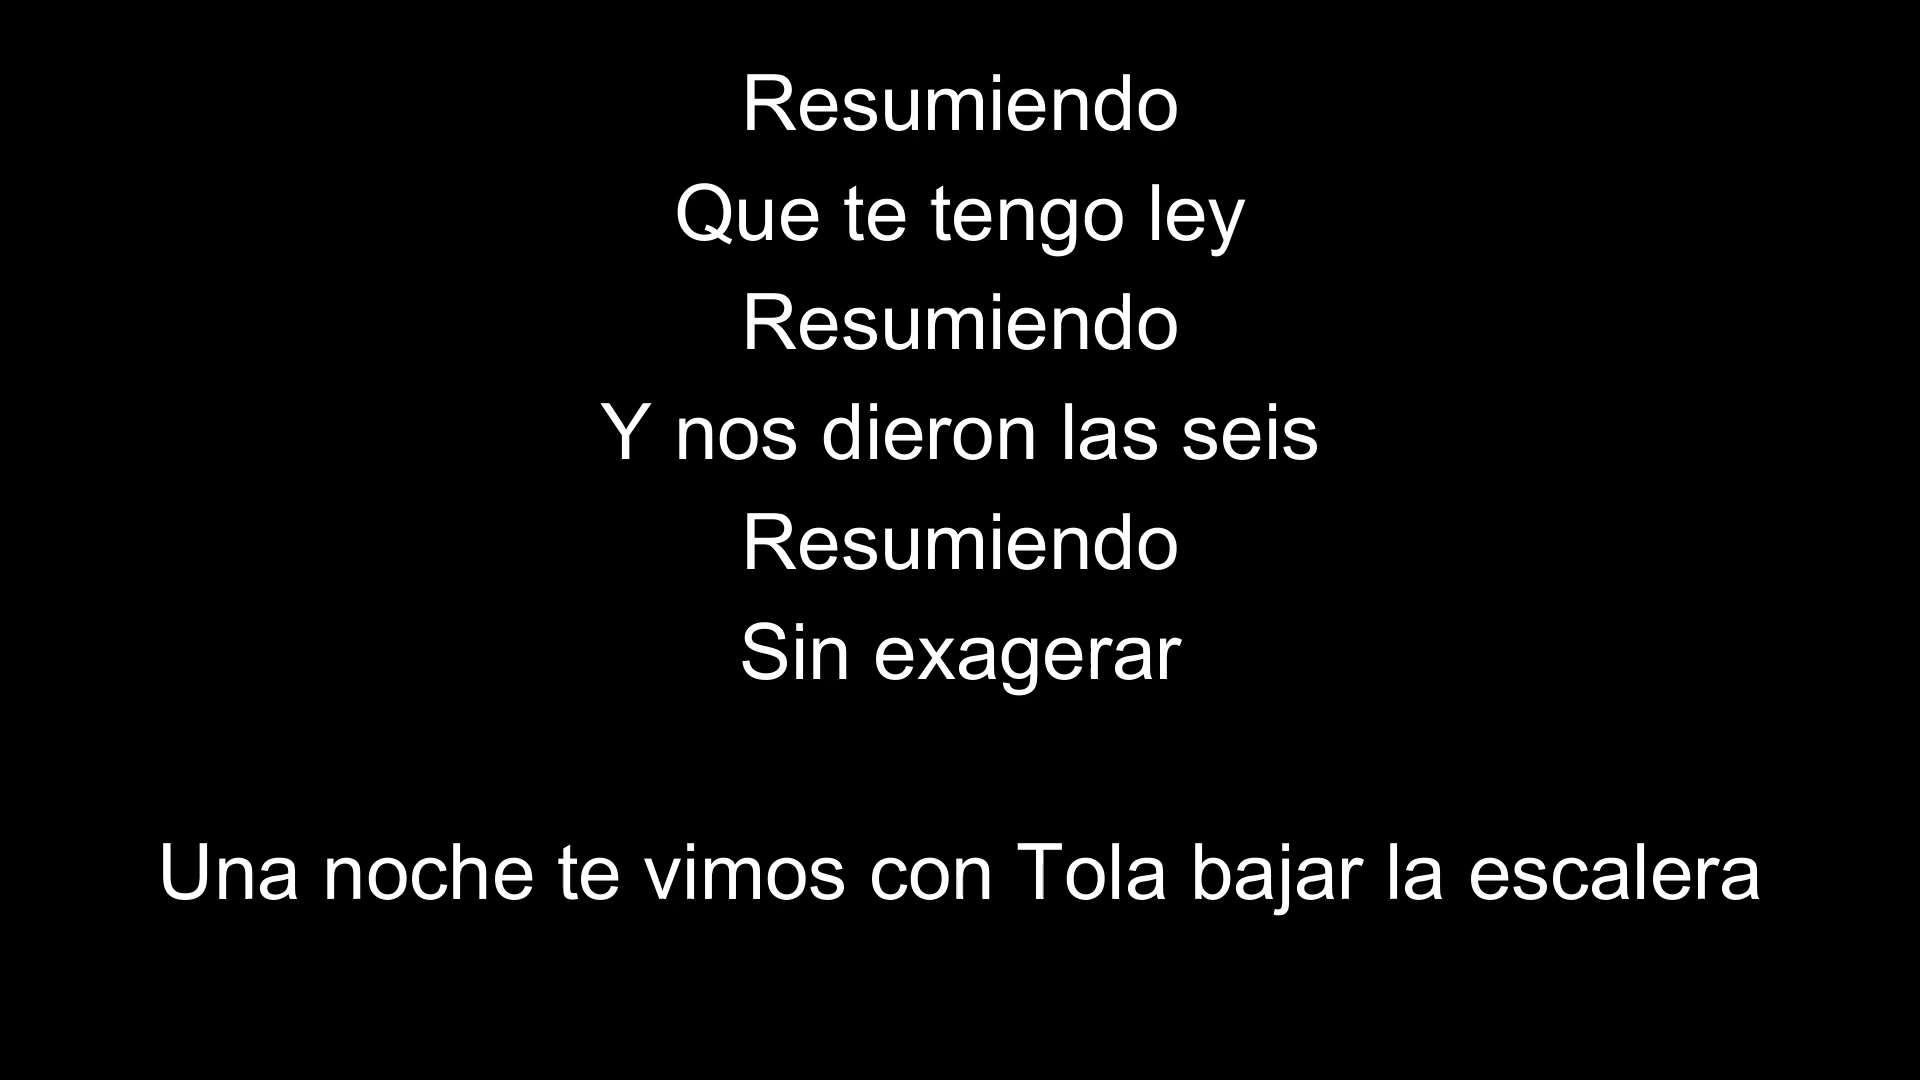 Resumiendo
Que te tengo ley
Resumiendo
Y nos dieron las seis
Resumiendo
Sin exagerar
Una noche te vimos con Tola bajar la escalera